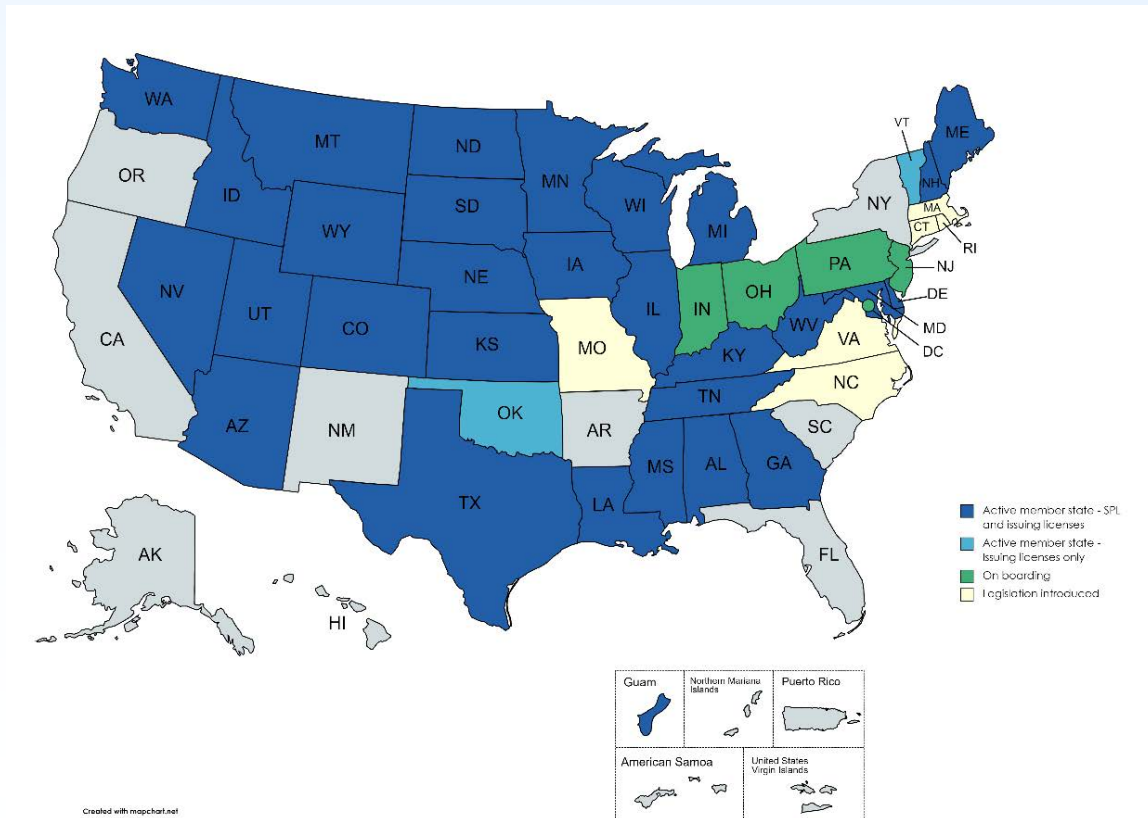 WA
MT
ND
MN
VT
ME
OR
ID
SD
WI
NH
WY
MI
NY
MA
CT
RI
NE
IA
PA
NJ
NV
UT
CO
IL
IN
OH
DE
CA
KS
MO
WV
VA
MD
KY
DC
NC
TN
AZ
NM
OK
AR
SC
MS
AL
GA
TX
LA
FL
AK
HI
Active member state - SPL
and issuing licenses
Active member state -
Issuing licenses only
On boarding
Legislation introduced
Guam
Northern Mariana
Islands
Puerto Rico
American Samoa
United States
Virgin Islands
Created with mapchart.net